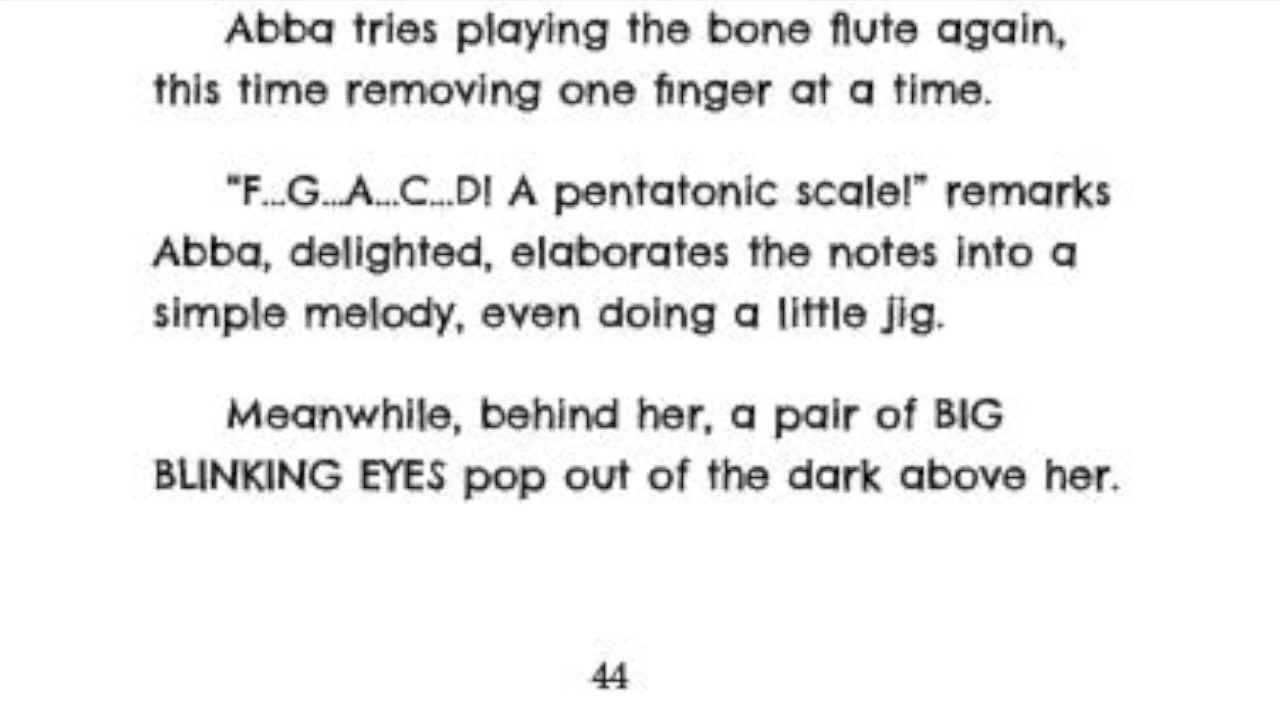 Abba tries playing the bone flute again,
this time removing one finger at a time.
"F...G...A...C...D! A pentatonic scale!" remarks
Abba, delighted, elaborates the notes into a
simple melody, even doing a little jig.
Meanwhile, behind her, a pair of BIG
BLINKING EYES pop out of the dark above her.
44